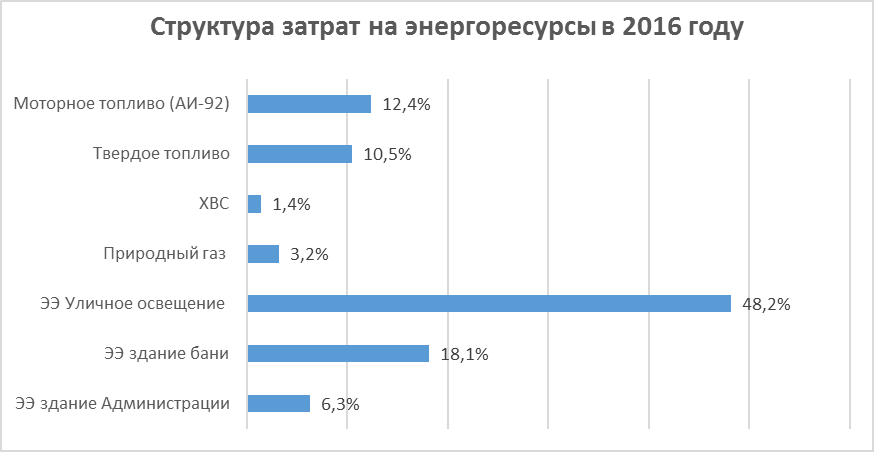 Структура затрат на энергоресурсы в 2016 году
Моторное топливо (АИ-92) 12,4%
Твердое топливо 10,5%
ХВС 1,4%
Природный газ 3,2%
ЭЭ Уличное освещение 48,2%
ЭЭ здание бани 18,1%
ЭЭ здание Администрации 6,3%